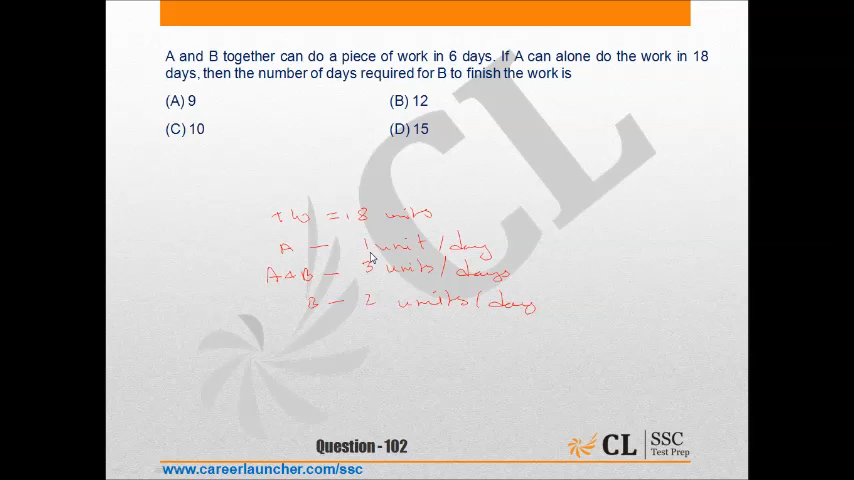 A and B together can do a piece of work in 6 days. If A can alone do the work in 18
days, then the number of days required for B to finish the work is
(A) 9 (B) 12
(C) 10 (D) 15
CL
tW = 18 units
A — 1 unit / day
A & B — 3 units / days
B — 2 units / day
Question - 102
CL SSC
Test Prep
www.careerlauncher.com/ssc